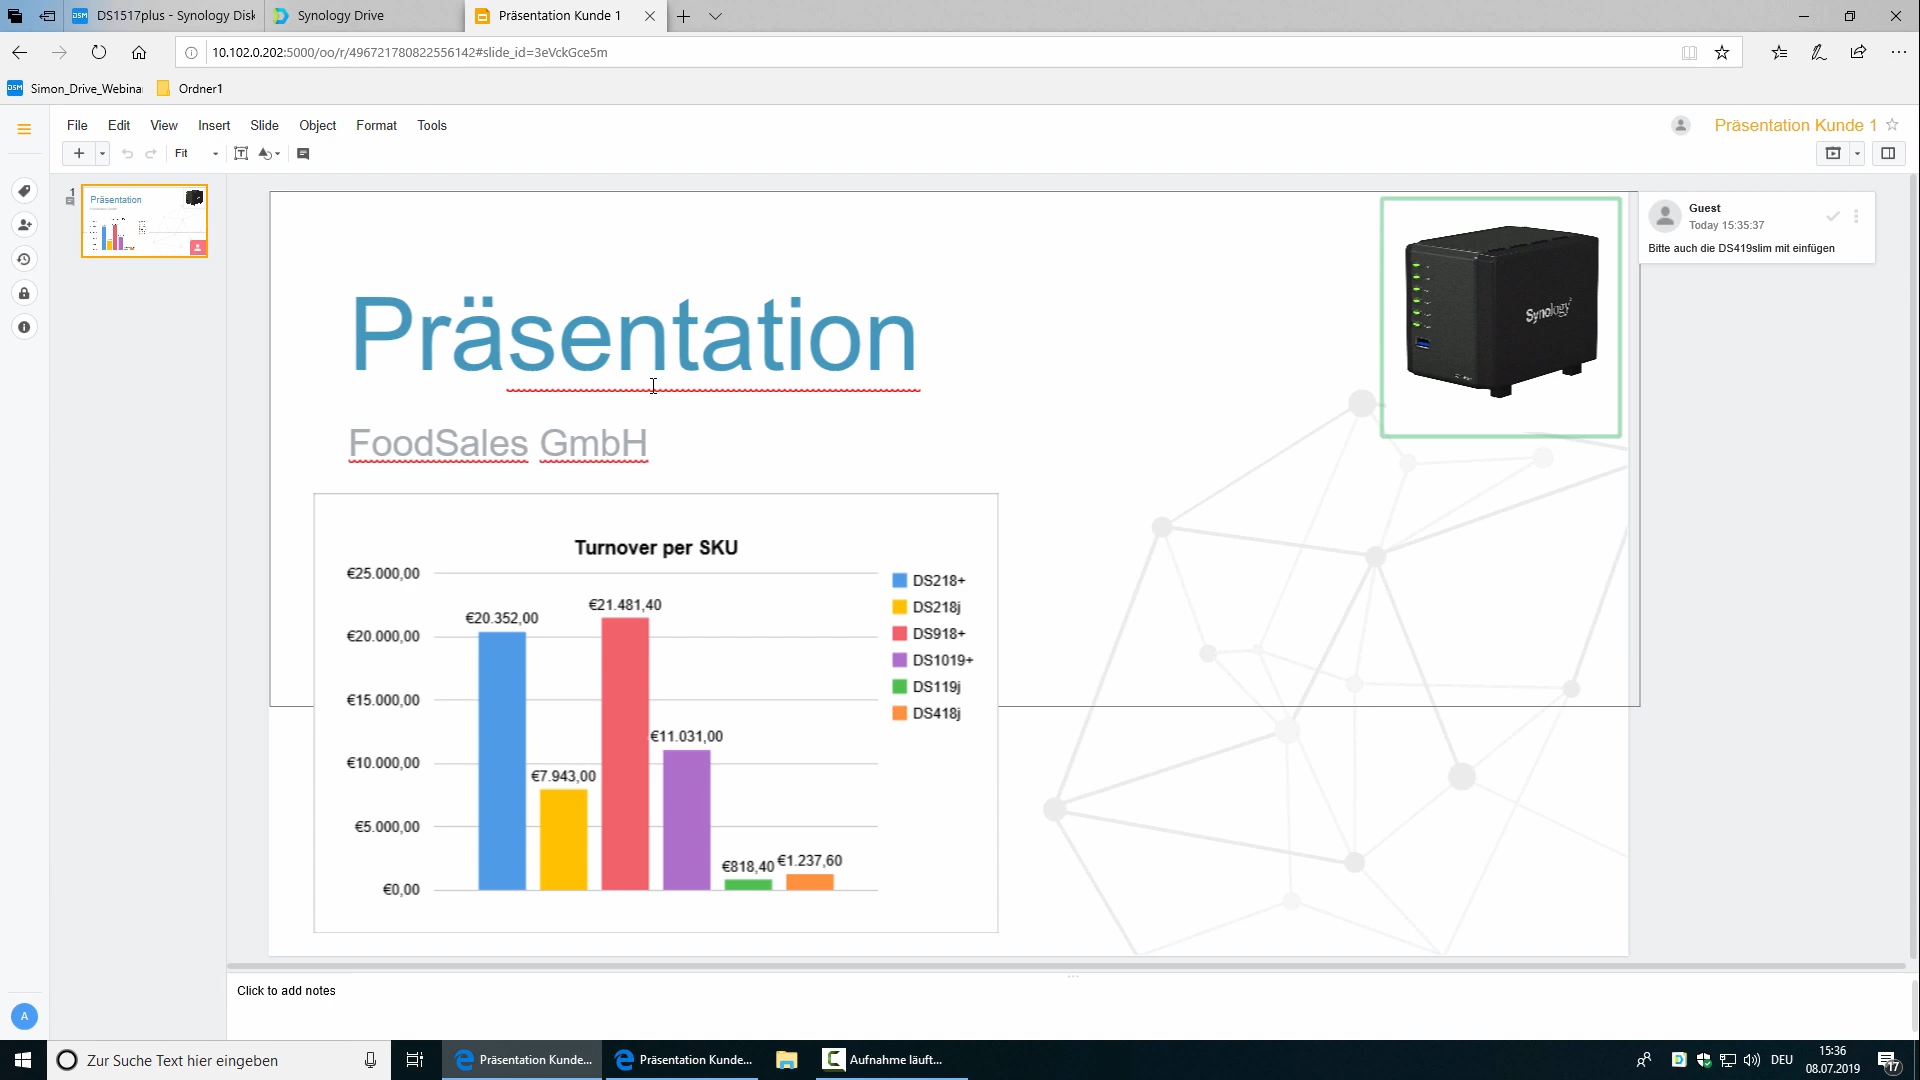 DS1517plus - Synology Disk
Synology Drive
Präsentation Kunde 1
10.102.0.202:5000/oo/r/496721780822556142#slide_id=3eVckGce5m
Simon_Drive_Webina
Ordner1
File Edit View Insert Slide Object Format Tools
Präsentation Kunde 1
Fit
1
Präsentation
Guest
Today 15:35:37
Bitte auch die DS419slim mit einfügen
Synology
Präsentation
FoodSales GmbH
Turnover per SKU
€25.000,00
€20.000,00
€15.000,00
€10.000,00
€5.000,00
€0,00
€20.352,00
€7.943,00
€21.481,40
€11.031,00
€818,40
€1.237,60
DS218+
DS218j
DS918+
DS1019+
DS119j
DS418j
Click to add notes
A
Zur Suche Text hier eingeben
Präsentation Kunde...
Präsentation Kunde...
Aufnahme läuft...
DEU
15:36
08.07.2019
17